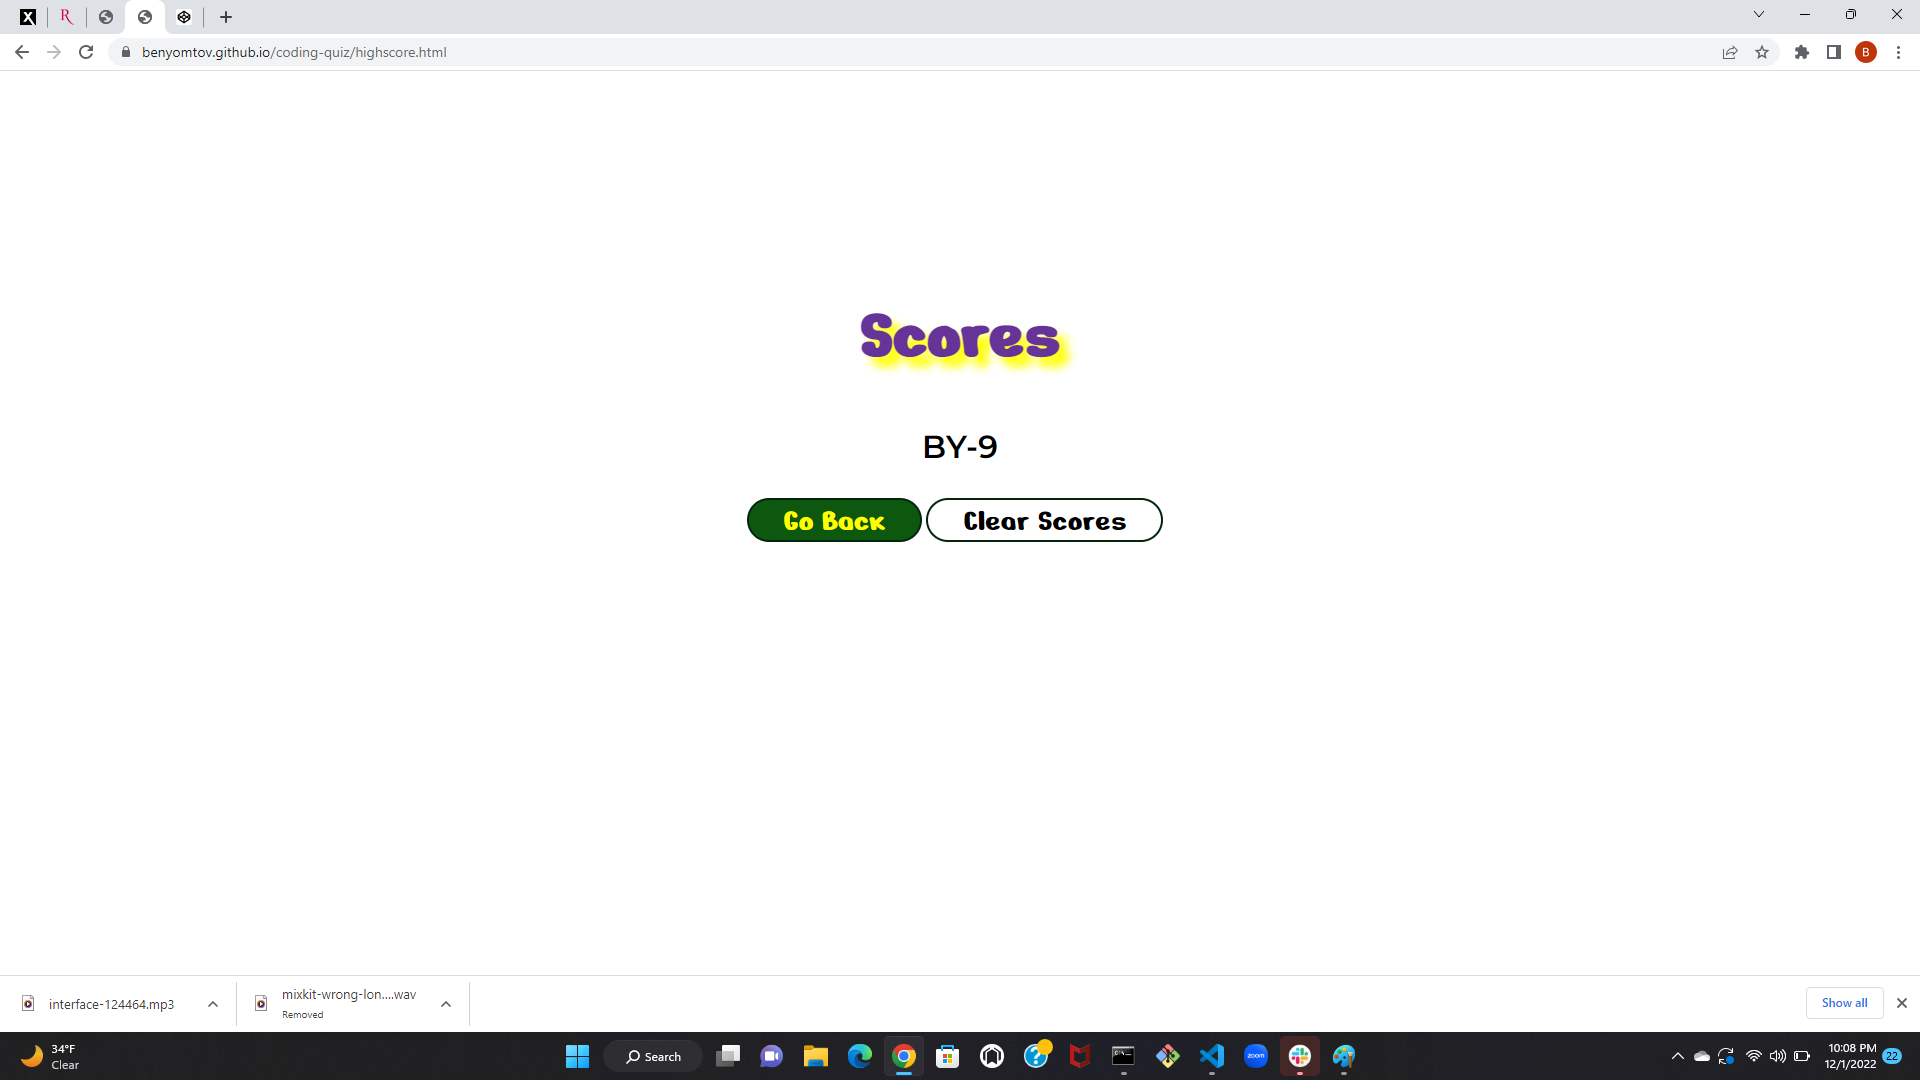 benyomtov.github.io/coding-quiz/highscore.html
B
Scores
BY-9
Go Back
Clear Scores
interface-124464.mp3
mixkit-wrong-lon....wav
Removed
Show all
34°F
Clear
Search
zoom
10:08 PM
12/1/2022
22